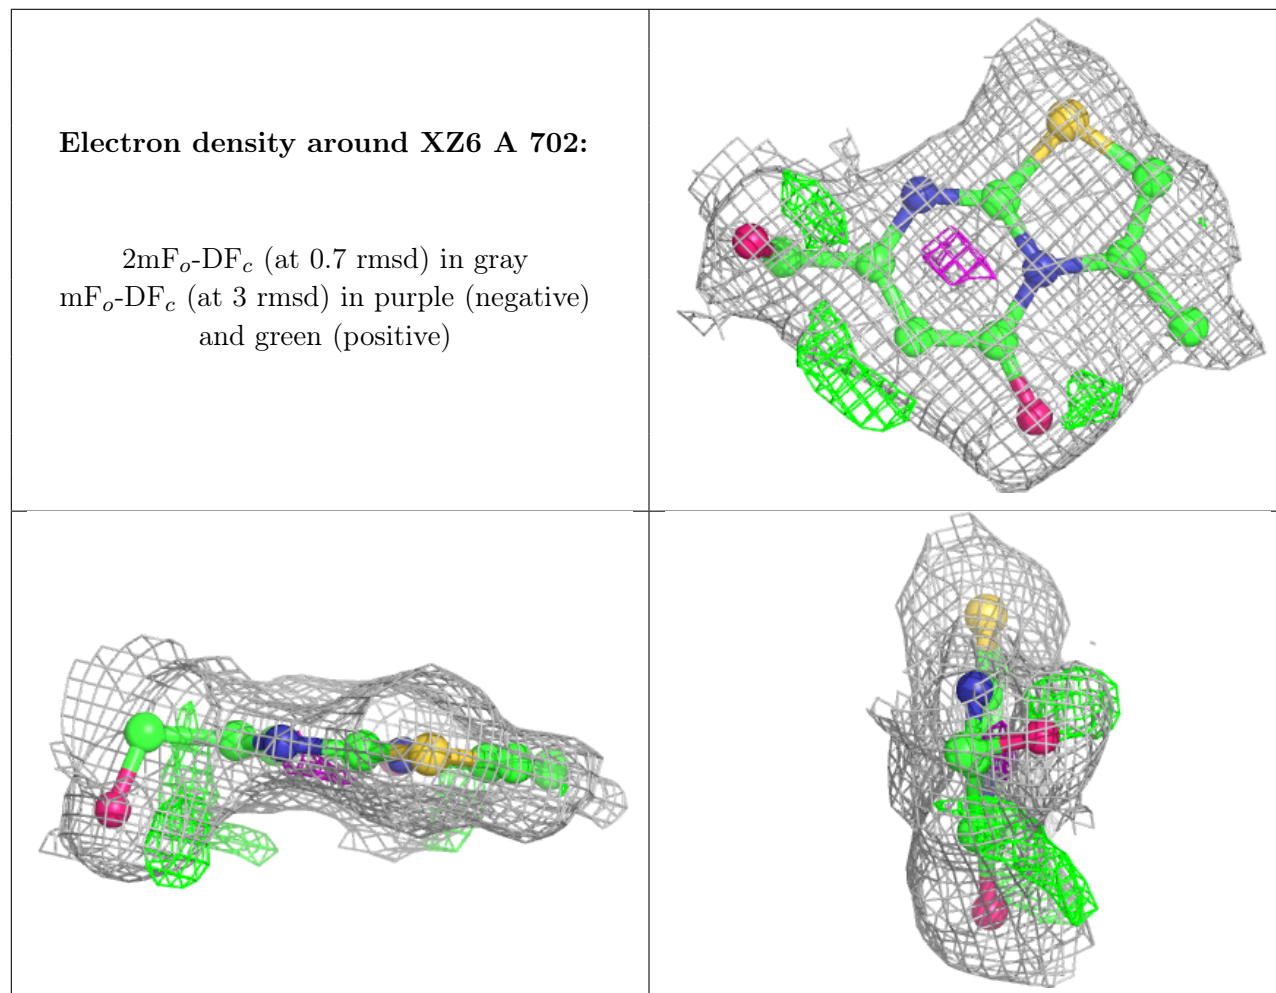 Electron density around XZ6 A 702:
2mFo-DFc (at 0.7 rmsd) in gray
mFo-DFc (at 3 rmsd) in purple (negative)
and green (positive)